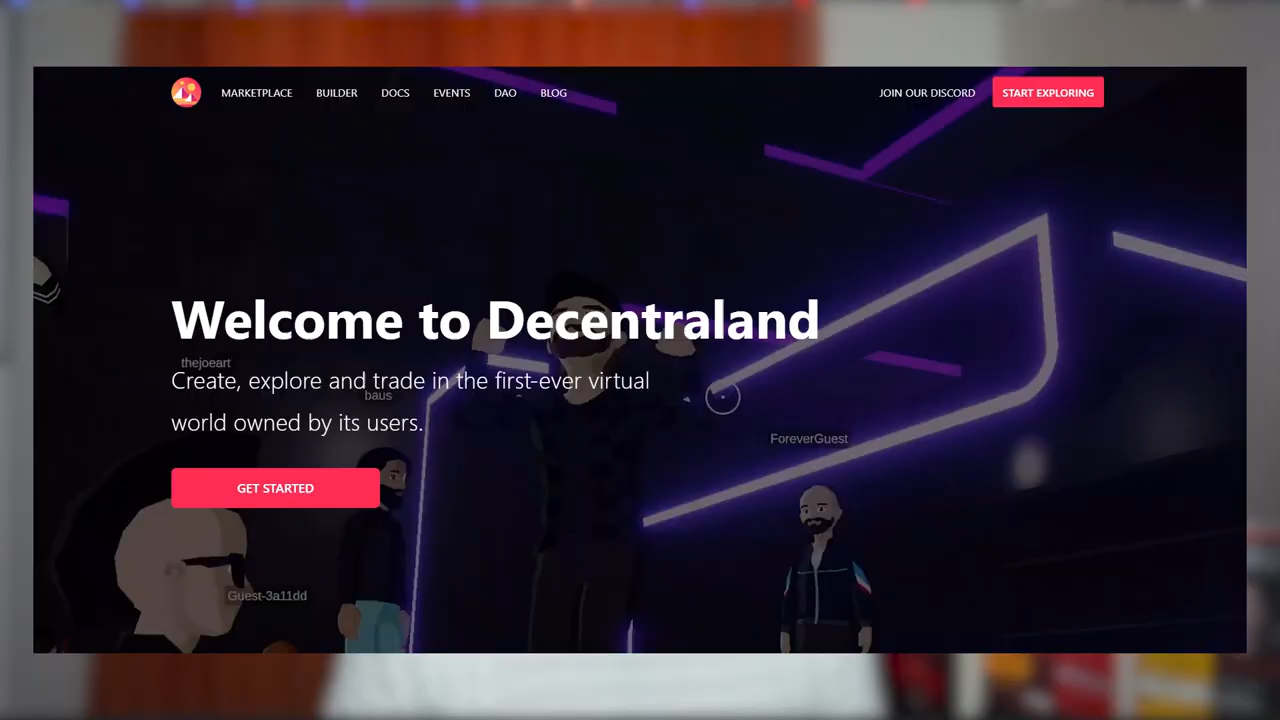 MARKETPLACE BUILDER DOCS EVENTS DAO BLOG JOIN OUR DISCORD START EXPLORING
Welcome to Decentraland
thejoeart
Create, explore and trade in the first-ever virtual
baus
world owned by its users.
ForeverGuest
GET STARTED
Guest-3a11dd